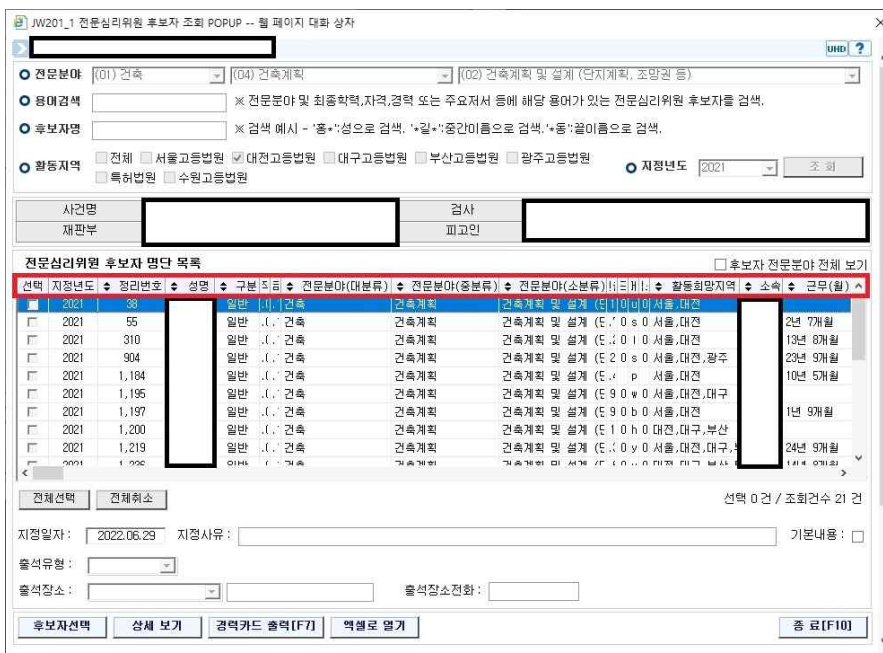 JW201_1 전문심리위원 후보자 조회 POPUP -- 웹 페이지 대화 상자
UHD ?
전문분야 (01) 건축 (04) 건축계획 (02) 건축계획 및 설계 (단지계획, 조망권 등)
용어검색 ※ 전문분야 및 최종학력,자격,경력 또는 주요저서 등에 해당 용어가 있는 전문심리위원 후보자를 검색.
후보자명 ※ 검색 예시 - '홍*':성으로 검색. '*길*':중간이름으로 검색.'*동':끝이름으로 검색.
활동지역 전체 서울고등법원 대전고등법원 대구고등법원 부산고등법원 광주고등법원
특허법원 수원고등법원
지정년도 2021 조 회
사건명 검사
재판부 피고인
전문심리위원 후보자 명단 목록 후보자 전문분야 전체 보기
선택 지정년도 정리번호 성명 구분 전문분야(대분류) 전문분야(중분류) 전문분야(소분류) 활동희망지역 소속 근무(월)
2021 38 일반 건축 건축계획 건축계획 및 설계 서울,대전
2021 55 일반 건축 건축계획 건축계획 및 설계 0 s 0 서울,대전 2년 7개월
2021 310 일반 건축 건축계획 건축계획 및 설계 서울,대전 13년 8개월
2021 904 일반 건축 건축계획 건축계획 및 설계 2 0 s 0 서울,대전,광주 23년 9개월
2021 1,184 일반 건축 건축계획 건축계획 및 설계 p 서울,대전 10년 5개월
2021 1,195 일반 건축 건축계획 건축계획 및 설계 9 0 w 0 서울,대전,대구
2021 1,197 일반 건축 건축계획 건축계획 및 설계 9 0 b 0 서울,대전 1년 9개월
2021 1,200 일반 건축 건축계획 건축계획 및 설계 1 0 h 0 대전,대구,부산
2021 1,219 일반 건축 건축계획 건축계획 및 설계 0 y 0 서울,대전,대구, 24년 9개월
전체선택 전체취소 선택 0 건 / 조회건수 21 건
지정일자 : 2022.06.29 지정사유 : 기본내용 :
출석유형 :
출석장소 : 출석장소전화 :
후보자선택 상세 보기 경력카드 출력[F7] 엑셀로 열기 종 료[F10]